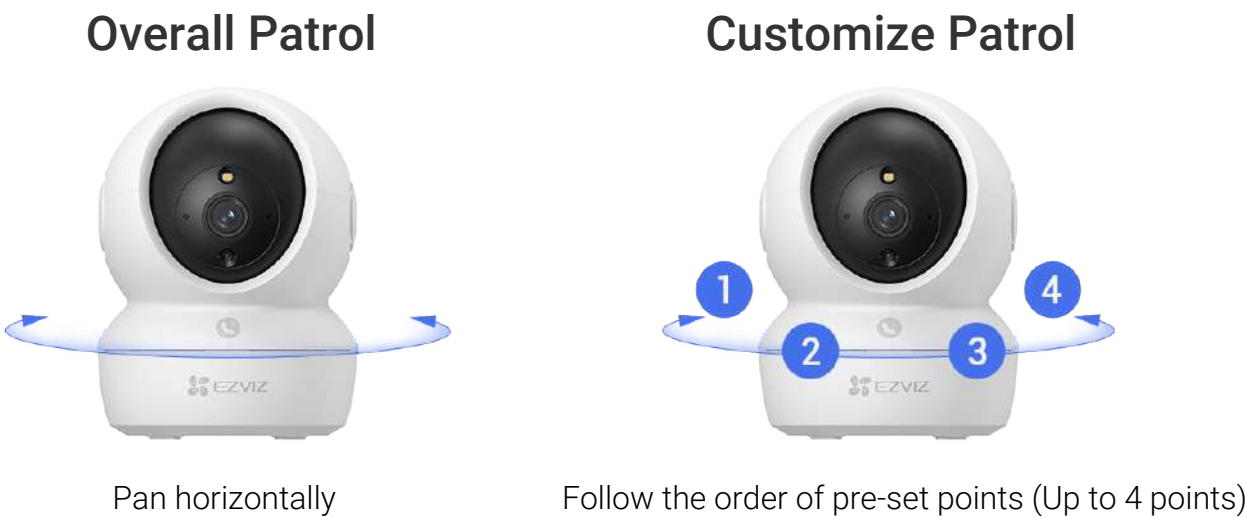 Overall Patrol
Customize Patrol
1
4
2
3
EZVIZ
EZVIZ
Pan horizontally
Follow the order of pre-set points (Up to 4 points)